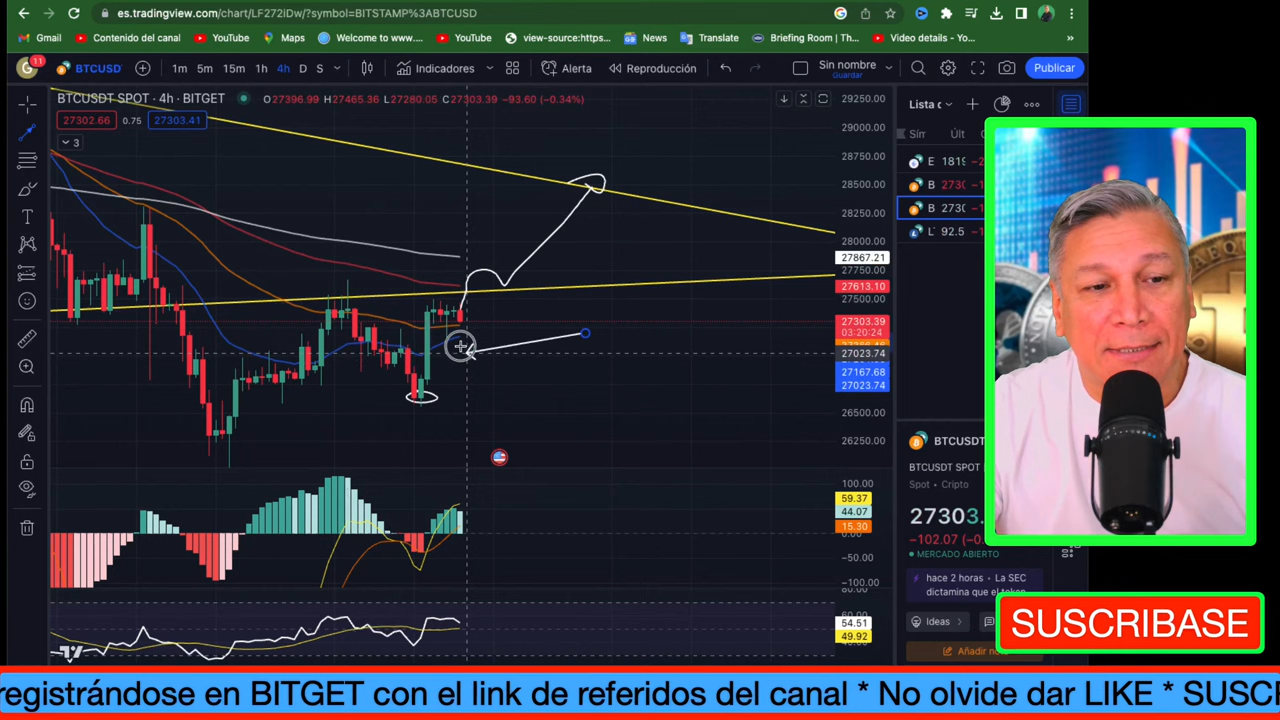 es.tradingview.com/chart/LF272iDw/?symbol=BITSTAMP%3ABTCUSD
Gmail
Contenido del canal
YouTube
Maps
Welcome to www....
YouTube
view-source:https...
News
Translate
Briefing Room | Th...
Video details - Yo...
»
G
11
BTCUSD
1m 5m 15m 1h 4h D S
Indicadores
Alerta
Reproducción
Sin nombre
Guardar
Publicar
BTCUSDT SPOT · 4h · BITGET
O27396.99 H27465.36 L27280.05 C27303.39 −93.60 (−0.34%)
27302.66
0.75
27303.41
3
29250.00
29000.00
28750.00
28500.00
28250.00
28000.00
27867.21
27750.00
27613.10
27500.00
27303.39
03:20:24
27023.74
27167.68
27023.74
26500.00
26250.00
100.00
59.37
44.07
15.30
0.00
−50.00
−100.00
54.51
49.92
Lista d
Sím
Últ
E 1819
B 2730
B 2730
L 92.5
BTCUSDT
BTCUSDT SPOT
Spot • Cripto
27303.
MERCADO ABIERTO
hace 2 horas • La SEC
dictamina que el token
Ideas
Añadir no
SUSCRIBASE
registrándose en BITGET con el link de referidos del canal * No olvide dar LIKE * SUSC